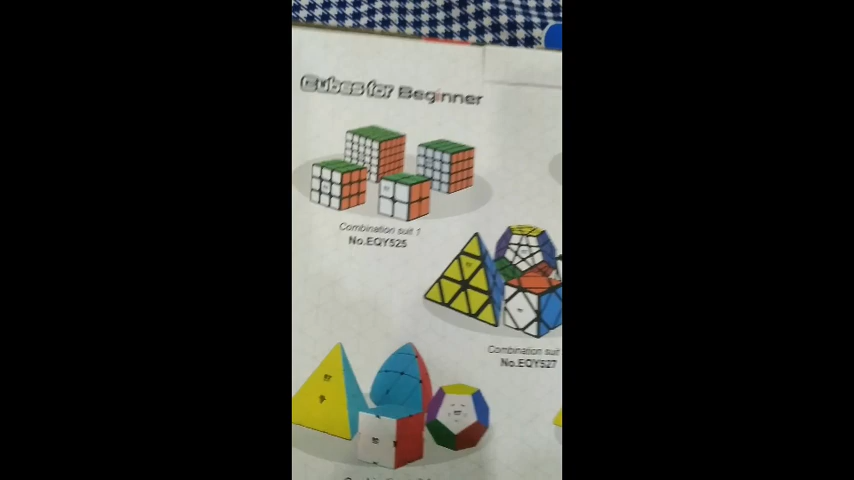 Cubes for Beginner
Combination suit 1
No.EQY525
Combination suit
No.EQY527